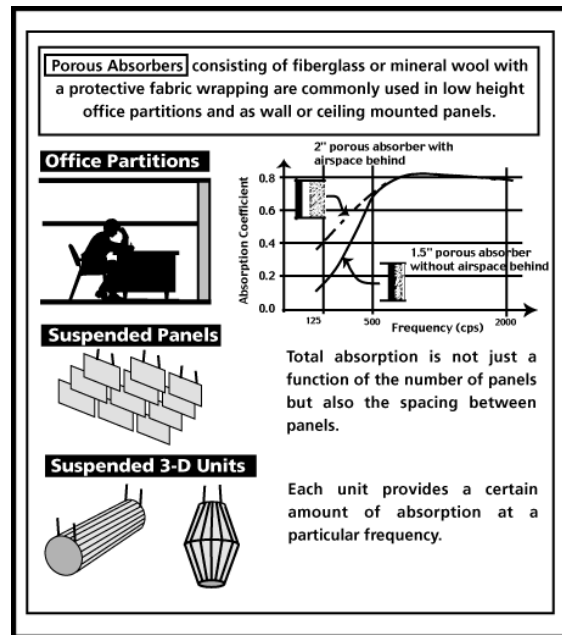 Porous Absorbers consisting of fiberglass or mineral wool with
a protective fabric wrapping are commonly used in low height
office partitions and as wall or ceiling mounted panels.
Office Partitions
2" porous absorber with
airspace behind
Absorption Coefficient
0.8
0.6
0.4
0.2
0.0
1.5" porous absorber
without airspace behind
125
500
Frequency (cps)
2000
Suspended Panels
Total absorption is not just a
function of the number of panels
but also the spacing between
panels.
Suspended 3-D Units
Each unit provides a certain
amount of absorption at a
particular frequency.